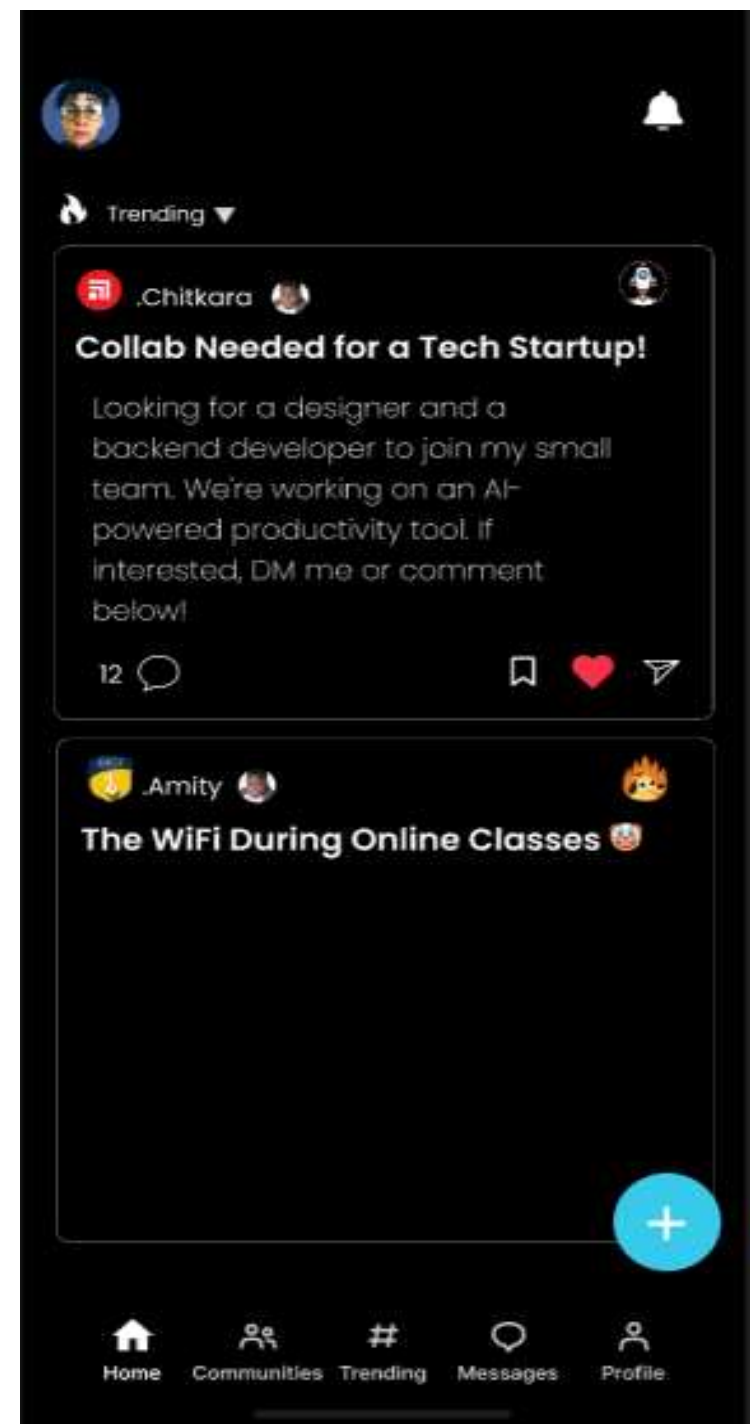 Trending
.Chitkara
Collab Needed for a Tech Startup!
Looking for a designer and a
backend developer to join my small
team. We're working on an AI-
powered productivity tool. If
interested, DM me or comment
below!
12
.Amity
The WiFi During Online Classes 🤡
Home Communities Trending Messages Profile